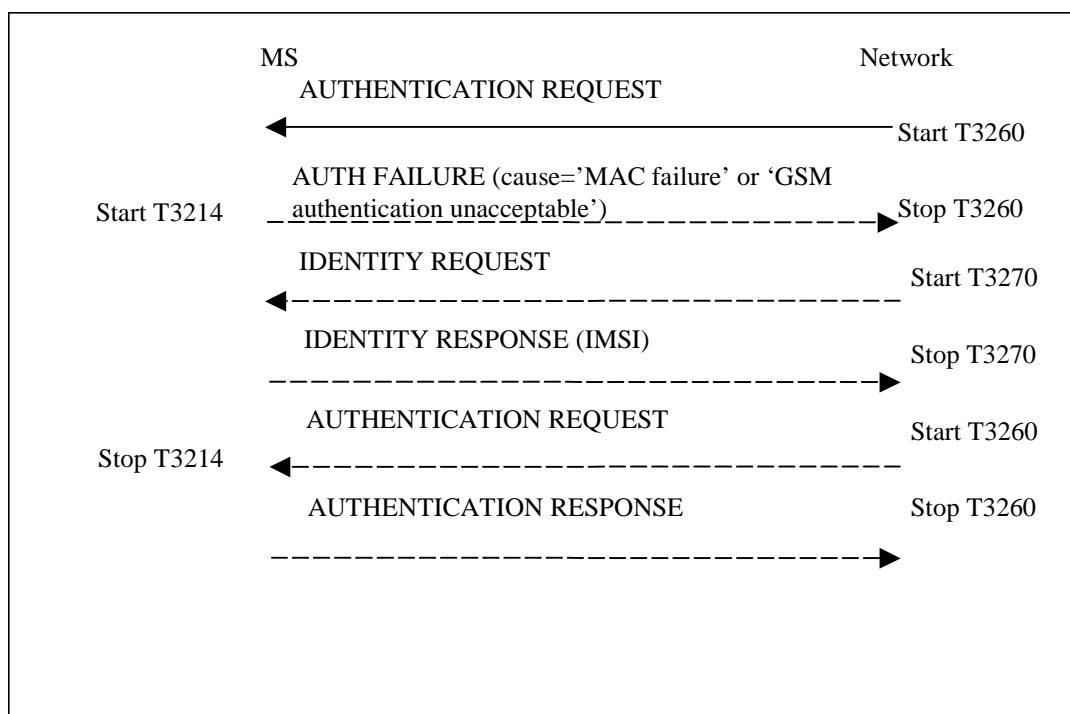 MS Network
AUTHENTICATION REQUEST
Start T3260
AUTH FAILURE (cause=’MAC failure’ or ‘GSM
authentication unacceptable’)
Start T3214
Stop T3260
IDENTITY REQUEST
Start T3270
IDENTITY RESPONSE (IMSI)
Stop T3270
AUTHENTICATION REQUEST
Start T3260
Stop T3214
AUTHENTICATION RESPONSE
Stop T3260